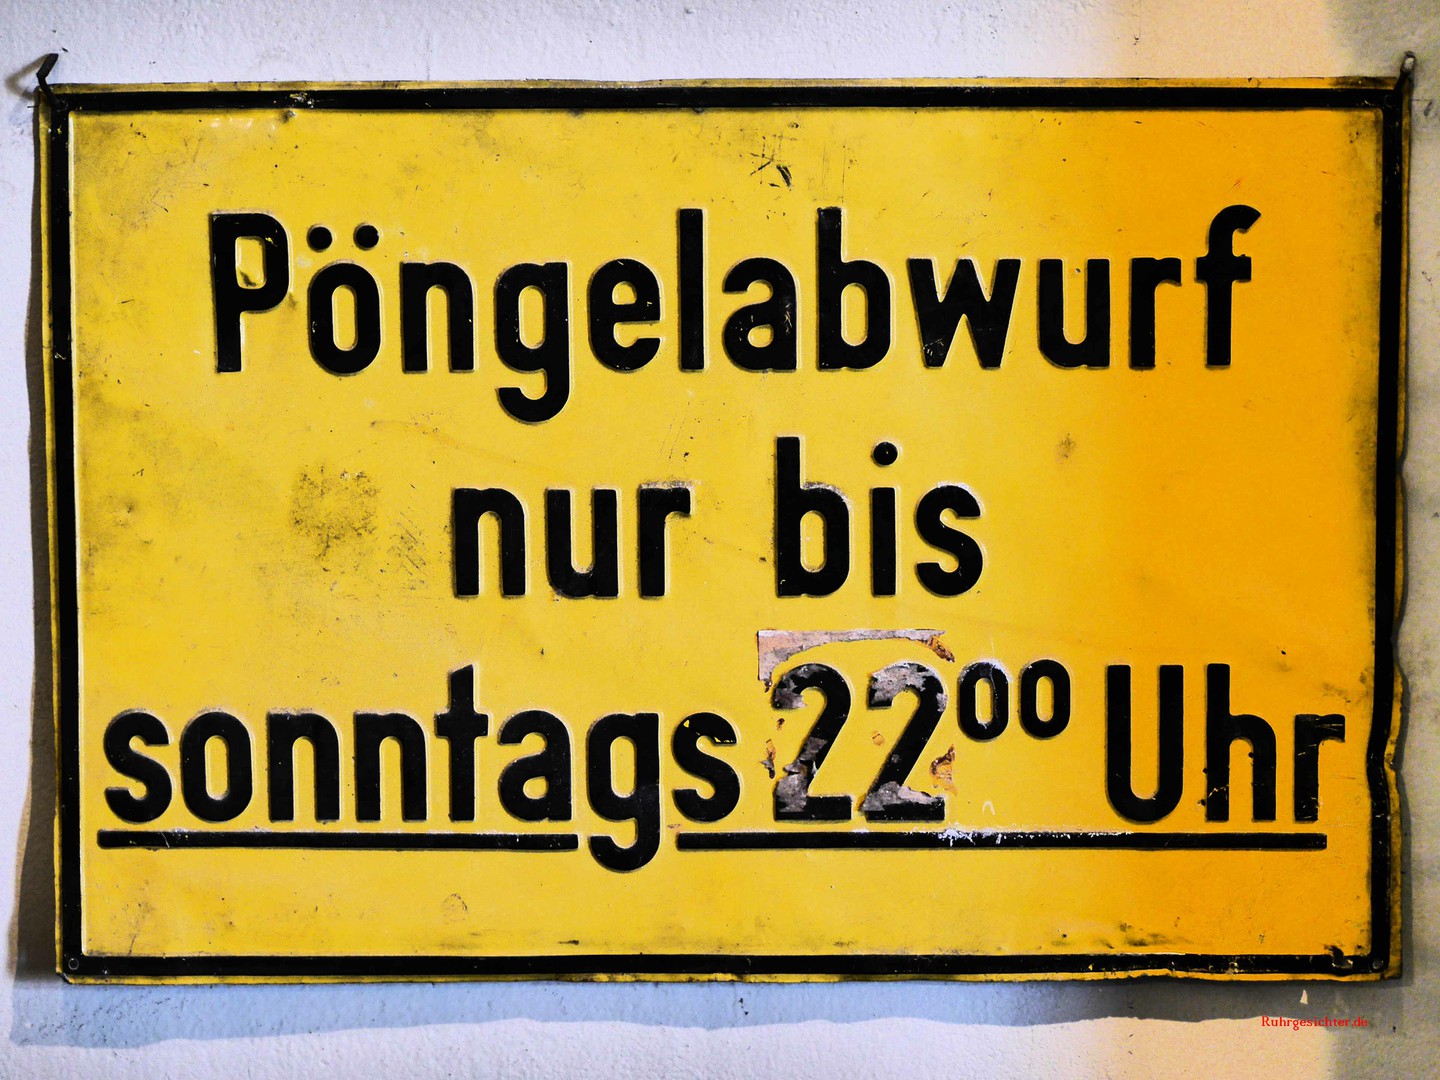 Pöngelabwurf
nur bis
sonntags 22⁰⁰ Uhr
Ruhrgesichter.de